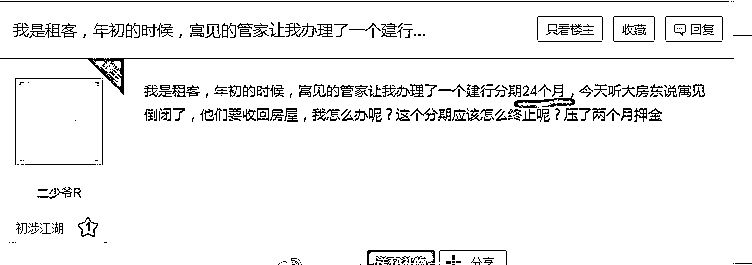 我是租客，年初的时候，寓见的管家让我办理了一个建行...
只看楼主
收藏
回复
我是租客，年初的时候，寓见的管家让我办理了一个建行分期24个月，今天听大房东说寓见
倒闭了，他们要收回房屋，我怎么办呢？这个分期应该怎么终止呢？压了两个月押金
二少爷R
初涉江湖 1
分享